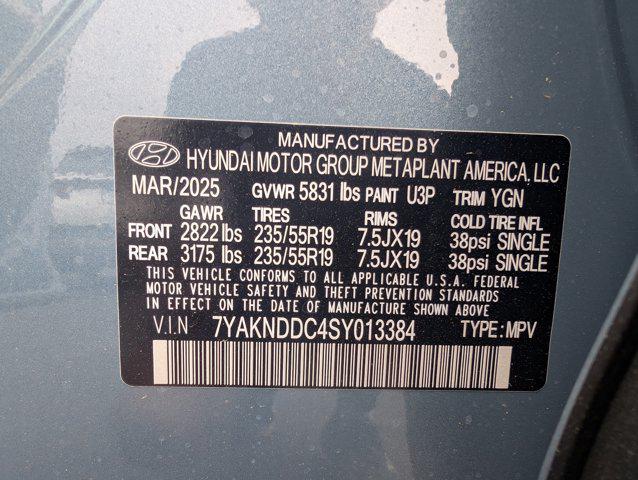 MANUFACTURED BY
HYUNDAI MOTOR GROUP METAPLANT AMERICA, LLC
MAR/2025 GVWR 5831 lbs PAINT U3P TRIM YGN
GAWR TIRES RIMS COLD TIRE INFL
FRONT 2822 lbs 235/55R19 7.5JX19 38psi SINGLE
REAR 3175 lbs 235/55R19 7.5JX19 38psi SINGLE
THIS VEHICLE CONFORMS TO ALL APPLICABLE U.S.A. FEDERAL
MOTOR VEHICLE SAFETY AND THEFT PREVENTION STANDARDS
IN EFFECT ON THE DATE OF MANUFACTURE SHOWN ABOVE.
V.I.N 7YAKNDDC4SY013384 TYPE: MPV